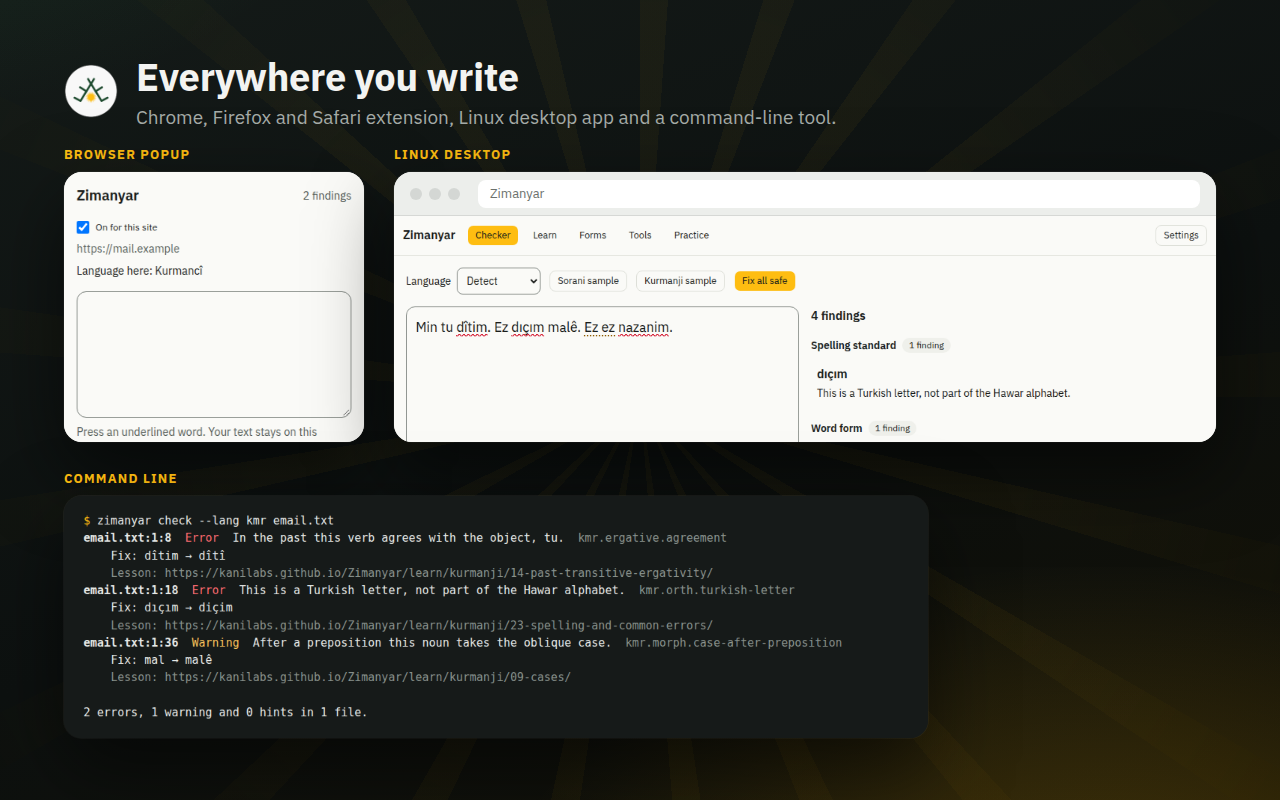 Everywhere you write
Chrome, Firefox and Safari extension, Linux desktop app and a command-line tool.
BROWSER POPUP
Zimanyar 2 findings
On for this site
https://mail.example
Language here: Kurmancî
Press an underlined word. Your text stays on this
LINUX DESKTOP
Zimanyar
Zimanyar Checker Learn Forms Tools Practice Settings
Language Detect Sorani sample Kurmanji sample Fix all safe
Min tu dîtim. Ez dıçım malê. Ez ez nazanim.
4 findings
Spelling standard 1 finding
dıçım
This is a Turkish letter, not part of the Hawar alphabet.
Word form 1 finding
COMMAND LINE
$ zimanyar check --lang kmr email.txt
email.txt:1:8 Error In the past this verb agrees with the object, tu. kmr.ergative.agreement
Fix: dîtim → dîtî
Lesson: https://kanilabs.github.io/Zimanyar/learn/kurmanji/14-past-transitive-ergativity/
email.txt:1:18 Error This is a Turkish letter, not part of the Hawar alphabet. kmr.orth.turkish-letter
Fix: dıçım → diçim
Lesson: https://kanilabs.github.io/Zimanyar/learn/kurmanji/23-spelling-and-common-errors/
email.txt:1:36 Warning After a preposition this noun takes the oblique case. kmr.morph.case-after-preposition
Fix: mal → malê
Lesson: https://kanilabs.github.io/Zimanyar/learn/kurmanji/09-cases/
2 errors, 1 warning and 0 hints in 1 file.